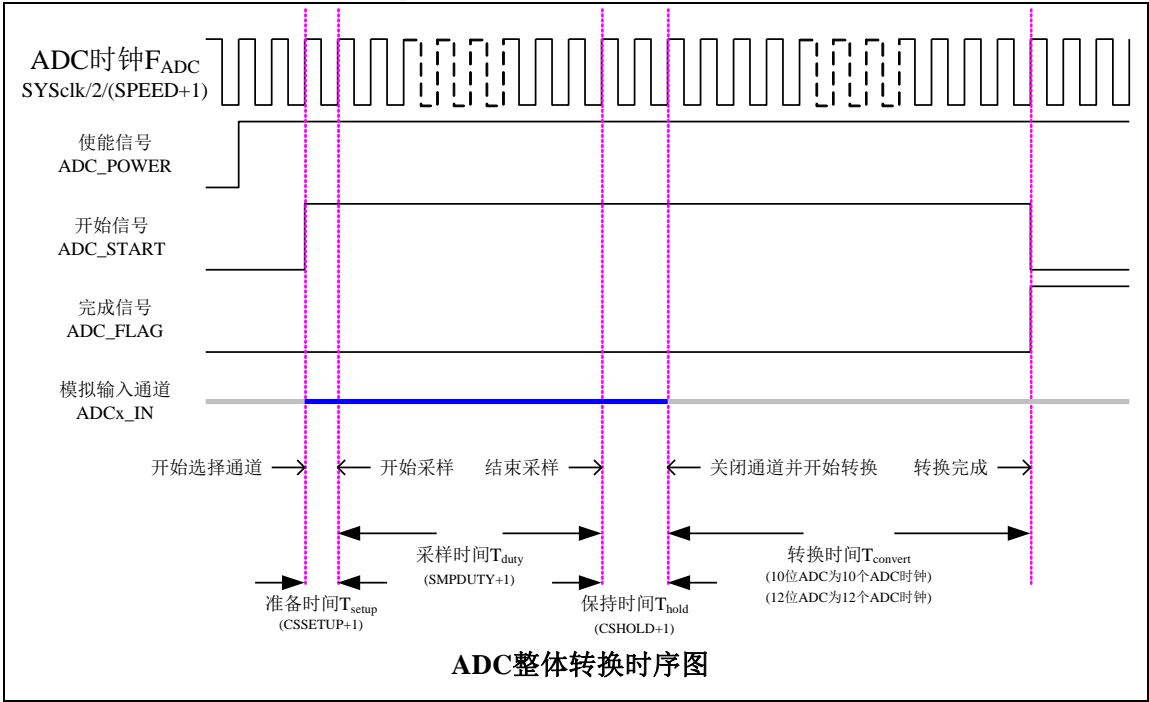 ADC时钟FADC
SYSclk/2/(SPEED+1)
使能信号
ADC_POWER
开始信号
ADC_START
完成信号
ADC_FLAG
模拟输入通道
ADCx_IN
开始选择通道
开始采样
结束采样
关闭通道并开始转换
转换完成
采样时间Tduty
(SMPDUTY+1)
转换时间Tconvert
(10位ADC为10个ADC时钟)
(12位ADC为12个ADC时钟)
准备时间Tsetup
(CSSETUP+1)
保持时间Thold
(CSHOLD+1)
ADC整体转换时序图